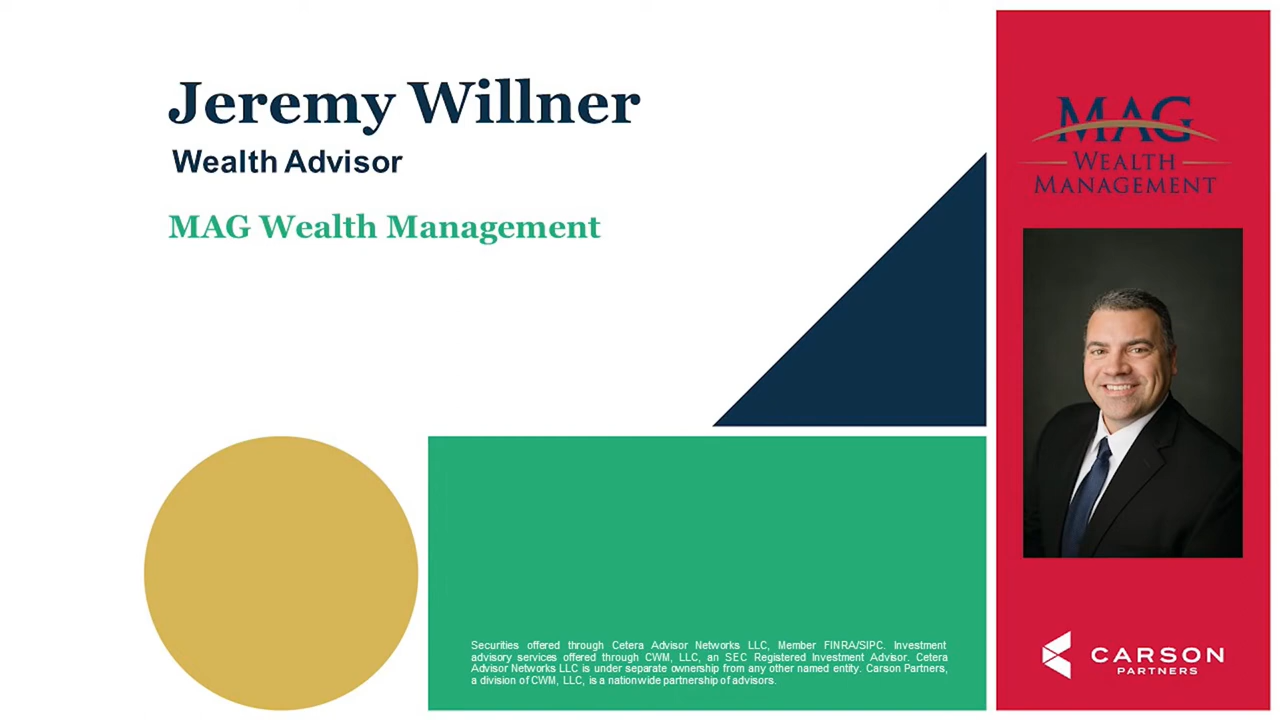 Jeremy Willner
Wealth Advisor
MAG Wealth Management
MAG
WEALTH
MANAGEMENT
Securities offered through Cetera Advisor Networks LLC, Member FINRA/SIPC. Investment
advisory services offered through CWM, LLC, an SEC Registered Investment Advisor. Cetera
Advisor Networks LLC is under separate ownership from any other named entity. Carson Partners,
a division of CWM, LLC, is a nationwide partnership of advisors.
CARSON
PARTNERS